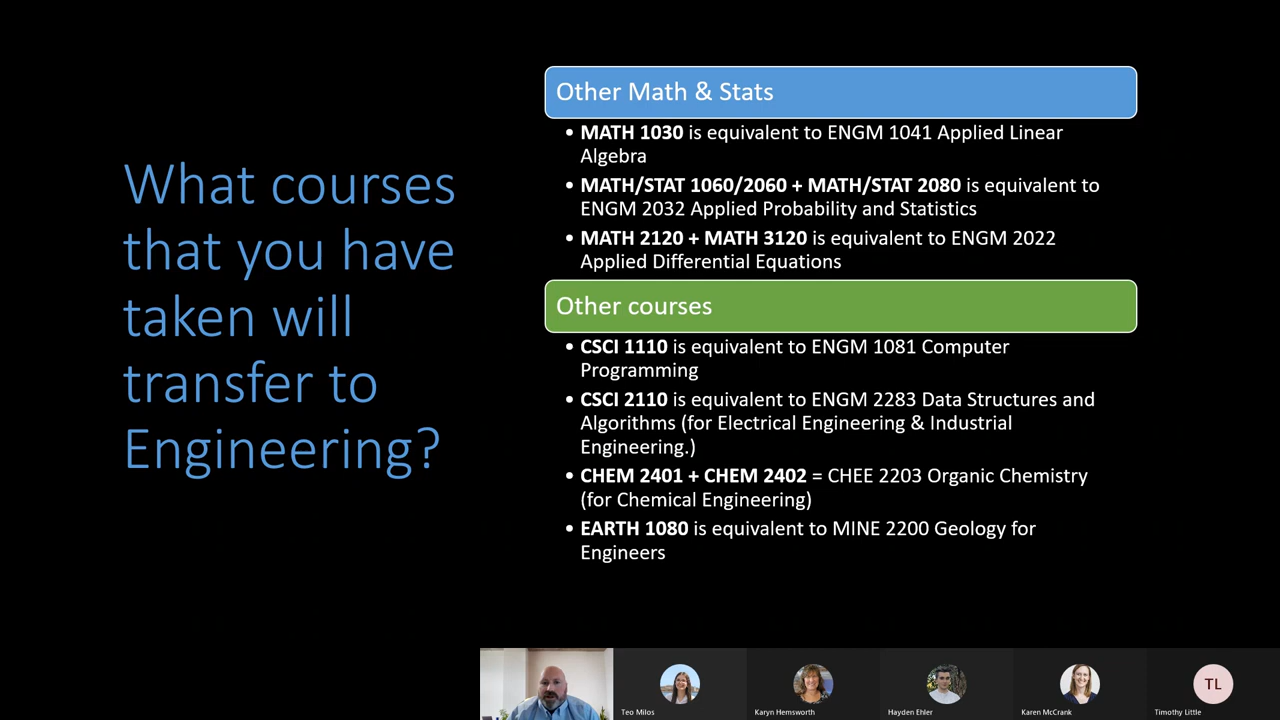 What courses
that you have
taken will
transfer to
Engineering?
Other Math & Stats
• MATH 1030 is equivalent to ENGM 1041 Applied Linear
Algebra
• MATH/STAT 1060/2060 + MATH/STAT 2080 is equivalent to
ENGM 2032 Applied Probability and Statistics
• MATH 2120 + MATH 3120 is equivalent to ENGM 2022
Applied Differential Equations
Other courses
• CSCI 1110 is equivalent to ENGM 1081 Computer
Programming
• CSCI 2110 is equivalent to ENGM 2283 Data Structures and
Algorithms (for Electrical Engineering & Industrial
Engineering.)
• CHEM 2401 + CHEM 2402 = CHEE 2203 Organic Chemistry
(for Chemical Engineering)
• EARTH 1080 is equivalent to MINE 2200 Geology for
Engineers
TL
Teo Milos
Karyn Hemsworth
Hayden Ehler
Karen McCrank
Timothy Little